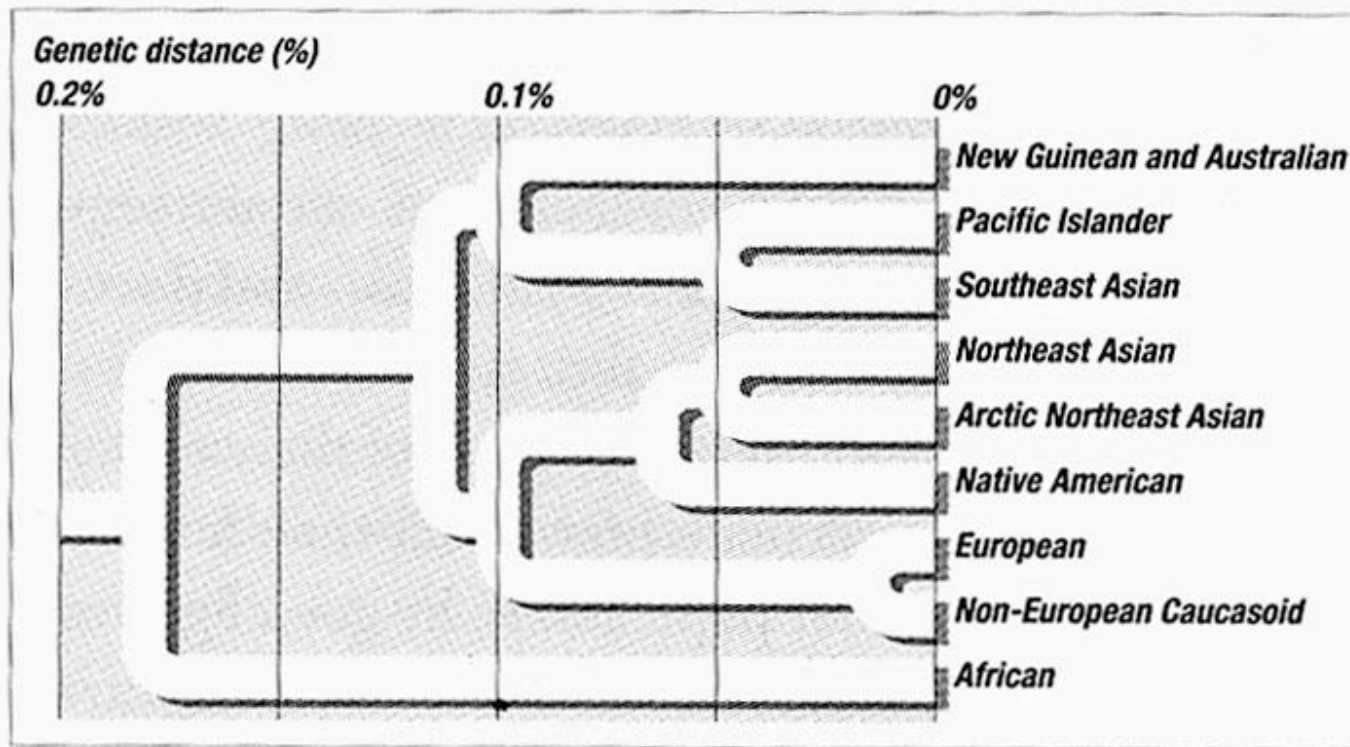 Genetic distance (%)
0.2% 0.1% 0%
New Guinean and Australian
Pacific Islander
Southeast Asian
Northeast Asian
Arctic Northeast Asian
Native American
European
Non-European Caucasoid
African